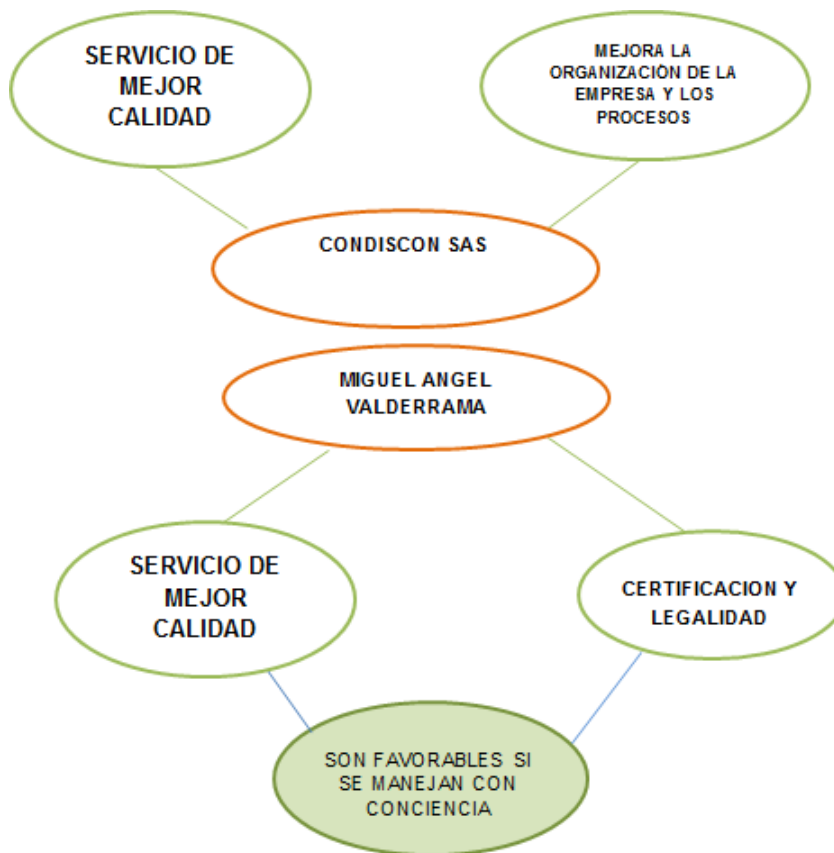 SERVICIO DE
MEJOR
CALIDAD
MEJORA LA
ORGANIZACIÓN DE LA
EMPRESA Y LOS
PROCESOS
CONDISCON SAS
MIGUEL ANGEL
VALDERRAMA
SERVICIO DE
MEJOR
CALIDAD
CERTIFICACION Y
LEGALIDAD
SON FAVORABLES SI
SE MANEJAN CON
CONCIENCIA